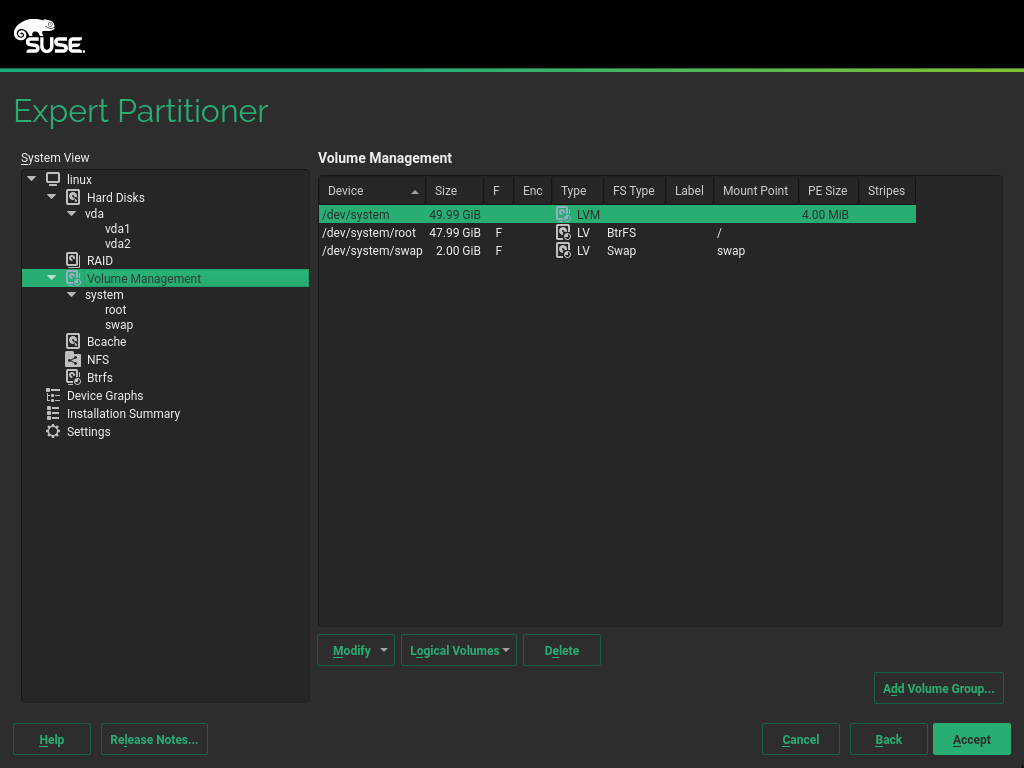 SUSE.
Expert Partitioner
System View
linux
Hard Disks
vda
vda1
vda2
RAID
Volume Management
system
root
swap
Bcache
NFS
Btrfs
Device Graphs
Installation Summary
Settings
Volume Management
Device Size F Enc Type FS Type Label Mount Point PE Size Stripes
/dev/system 49.99 GiB LVM 4.00 MiB
/dev/system/root 47.99 GiB F LV BtrFS /
/dev/system/swap 2.00 GiB F LV Swap swap
Modify Logical Volumes Delete
Add Volume Group...
Help Release Notes... Cancel Back Accept